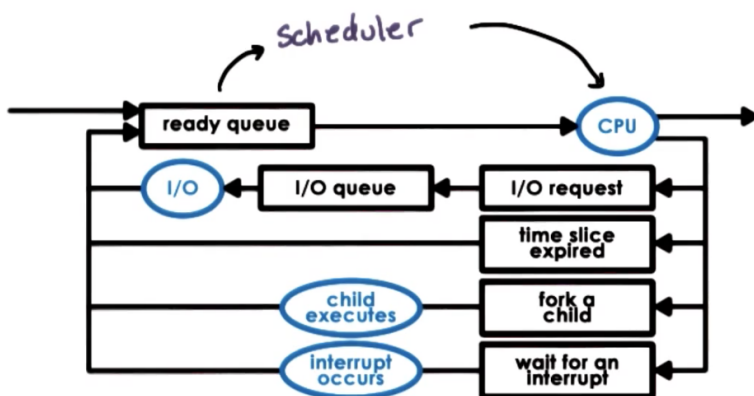 scheduler
ready queue
CPU
I/O
I/O queue
I/O request
time slice
expired
child
executes
fork a
child
interrupt
occurs
wait for an
interrupt